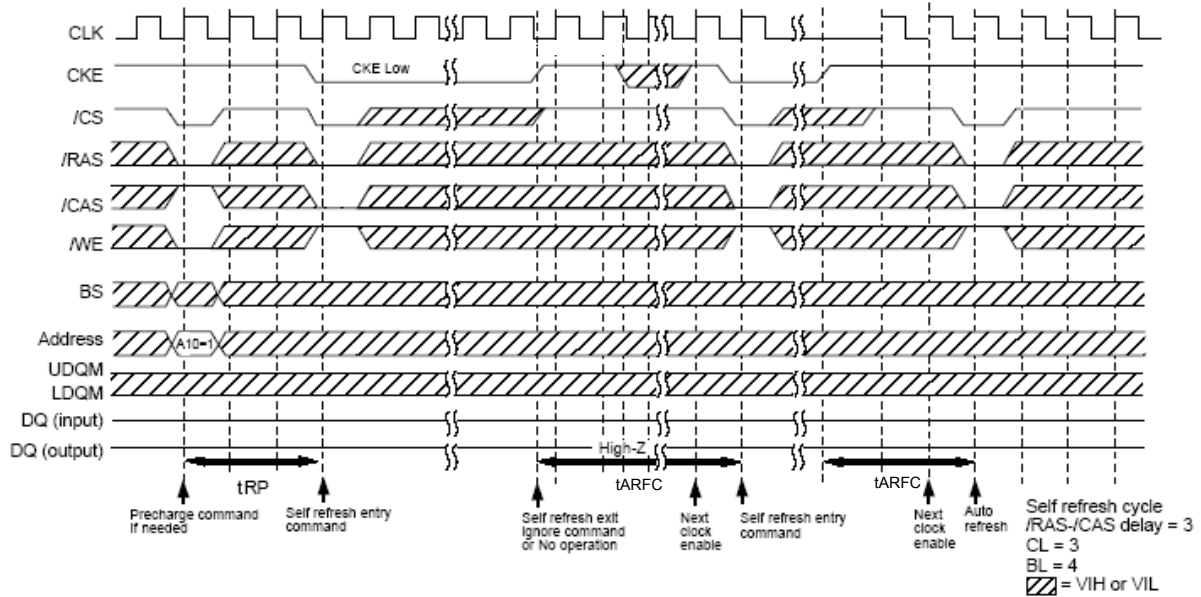 CLK
CKE
CKE Low
/CS
/RAS
/CAS
/WE
BS
Address
A10=1
UDQM
LDQM
DQ (input)
DQ (output)
High-Z
tRP
tARFC
tARFC
Precharge command
If needed
Self refresh entry
command
Self refresh exit
Ignore command
or No operation
Next
clock
enable
Self refresh entry
command
Next
clock
enable
Auto
refresh
Self refresh cycle
/RAS-/CAS delay = 3
CL = 3
BL = 4
= VIH or VIL